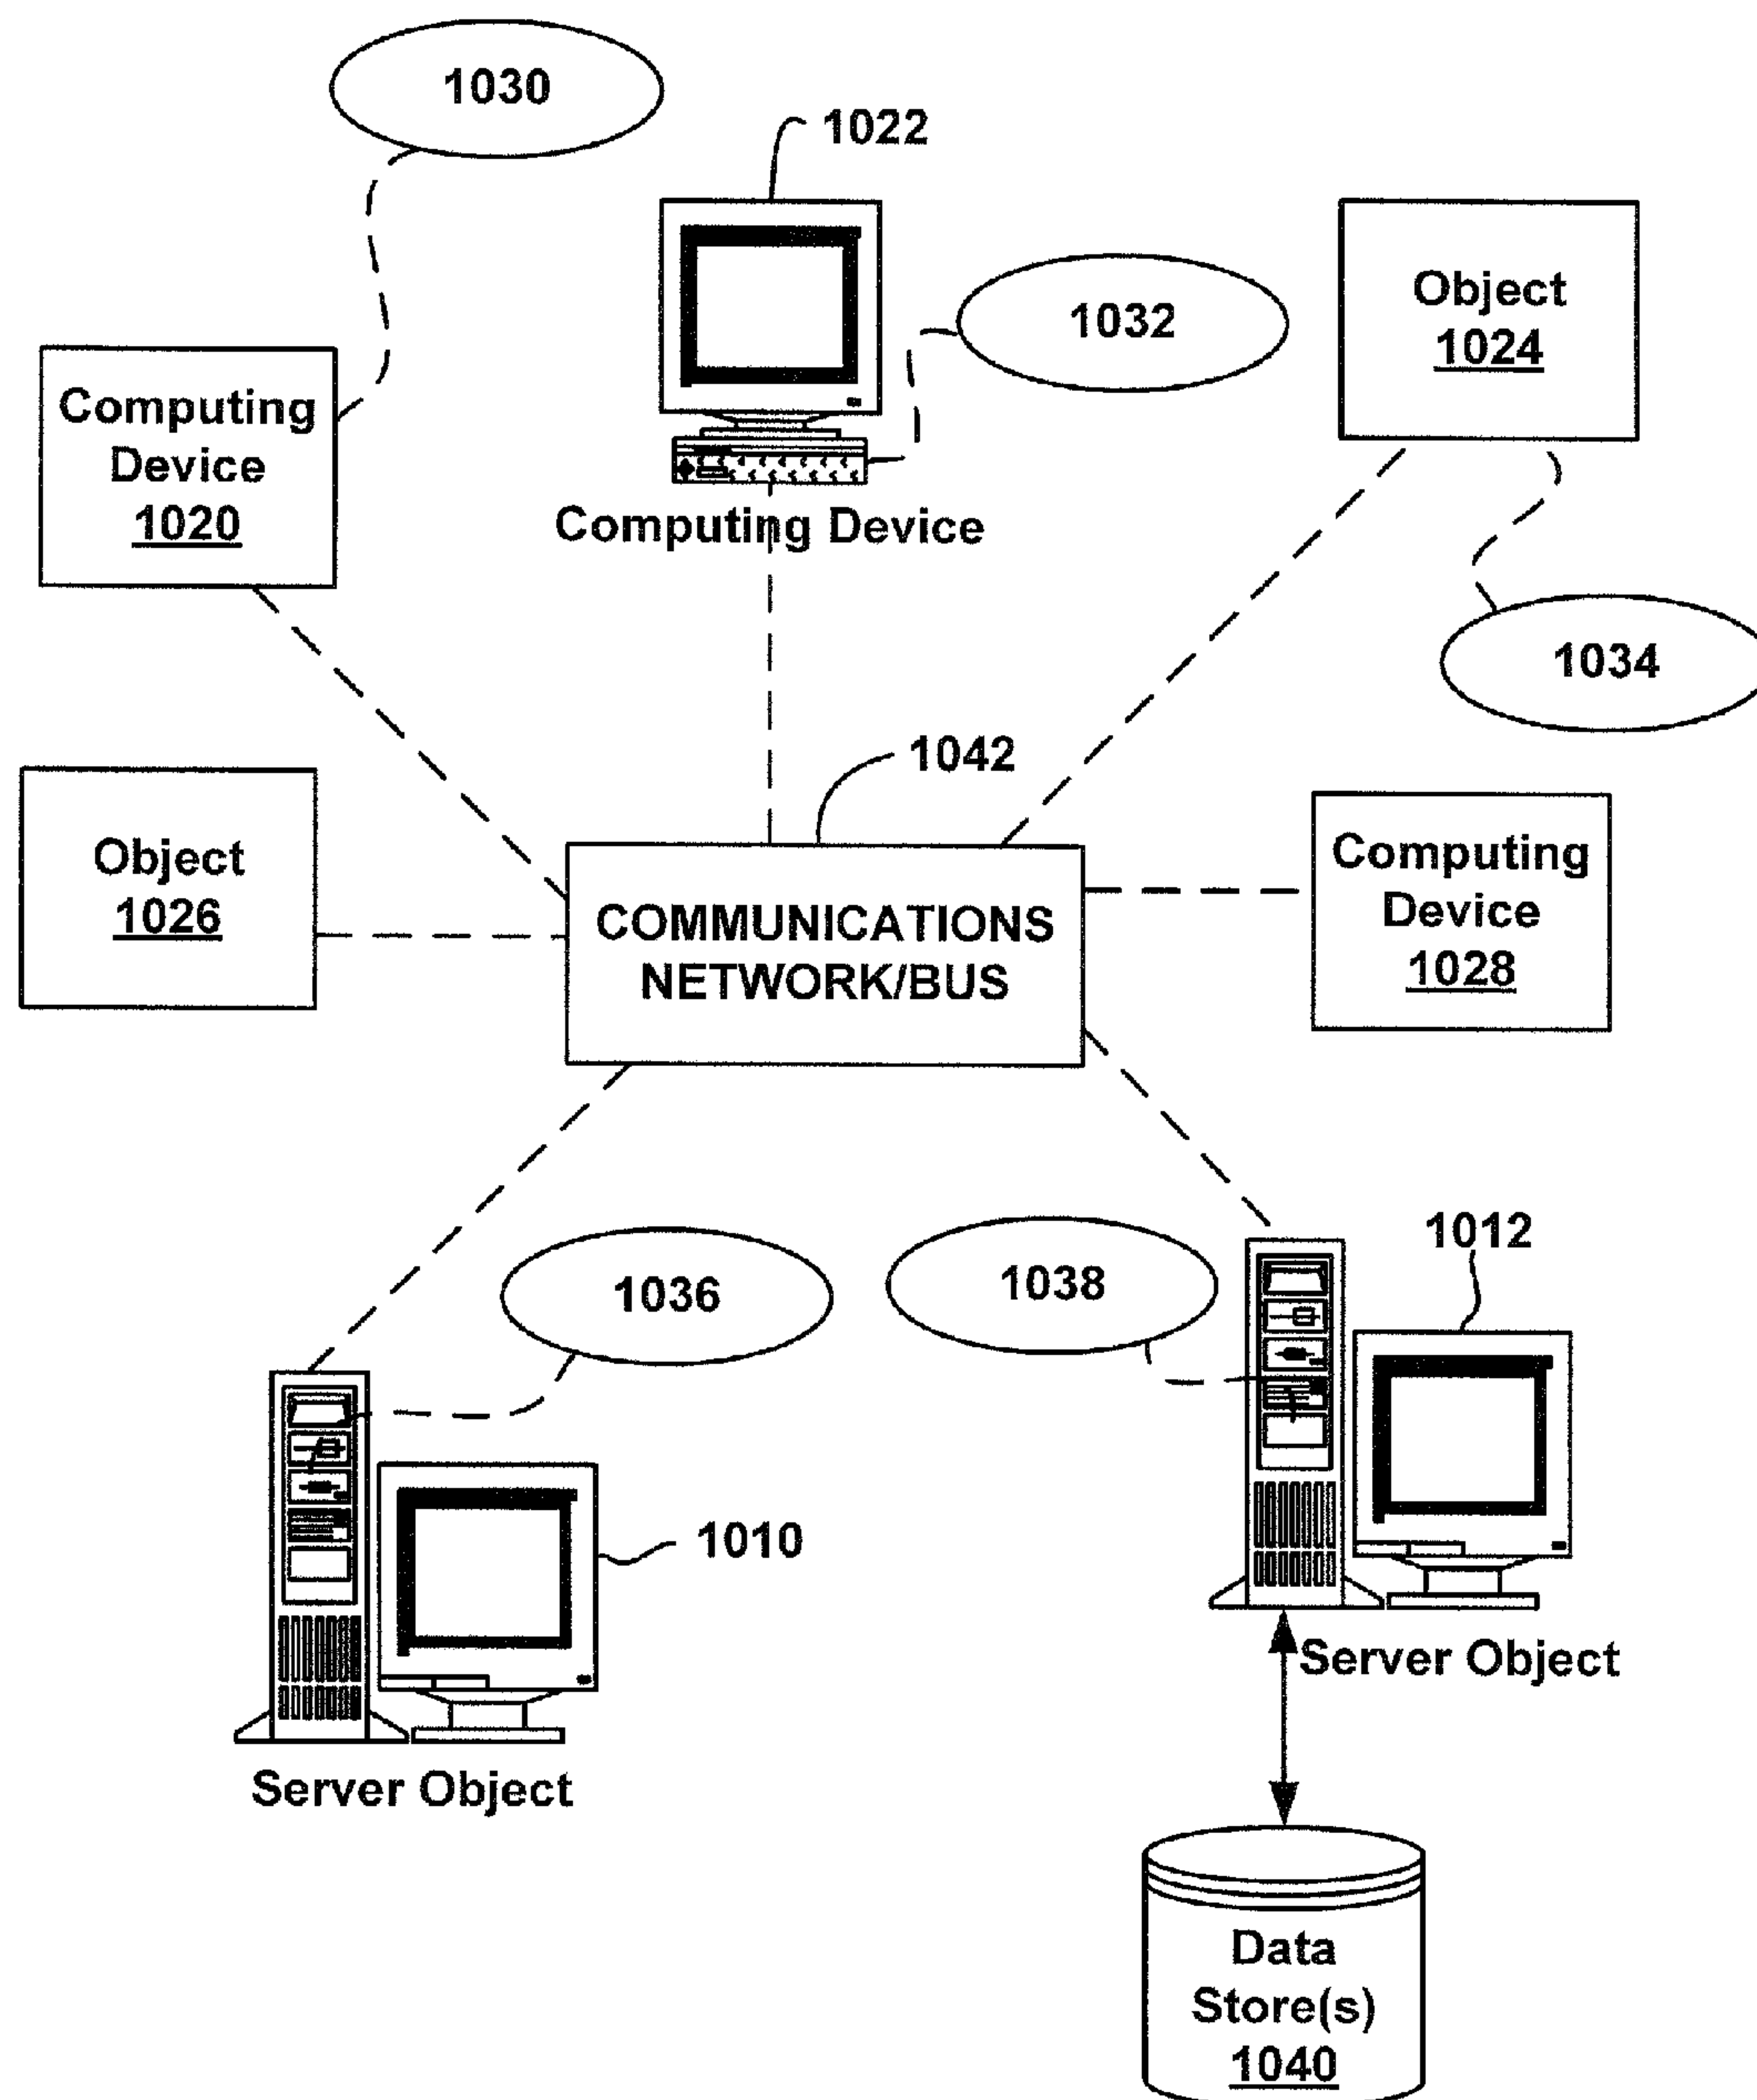 1030
1022
1032
Object
1024
Computing
Device
1020
Computing Device
1034
1042
Object
1026
COMMUNICATIONS
NETWORK/BUS
Computing
Device
1028
1036
1038
1012
1010
Server Object
Server Object
Data
Store(s)
1040